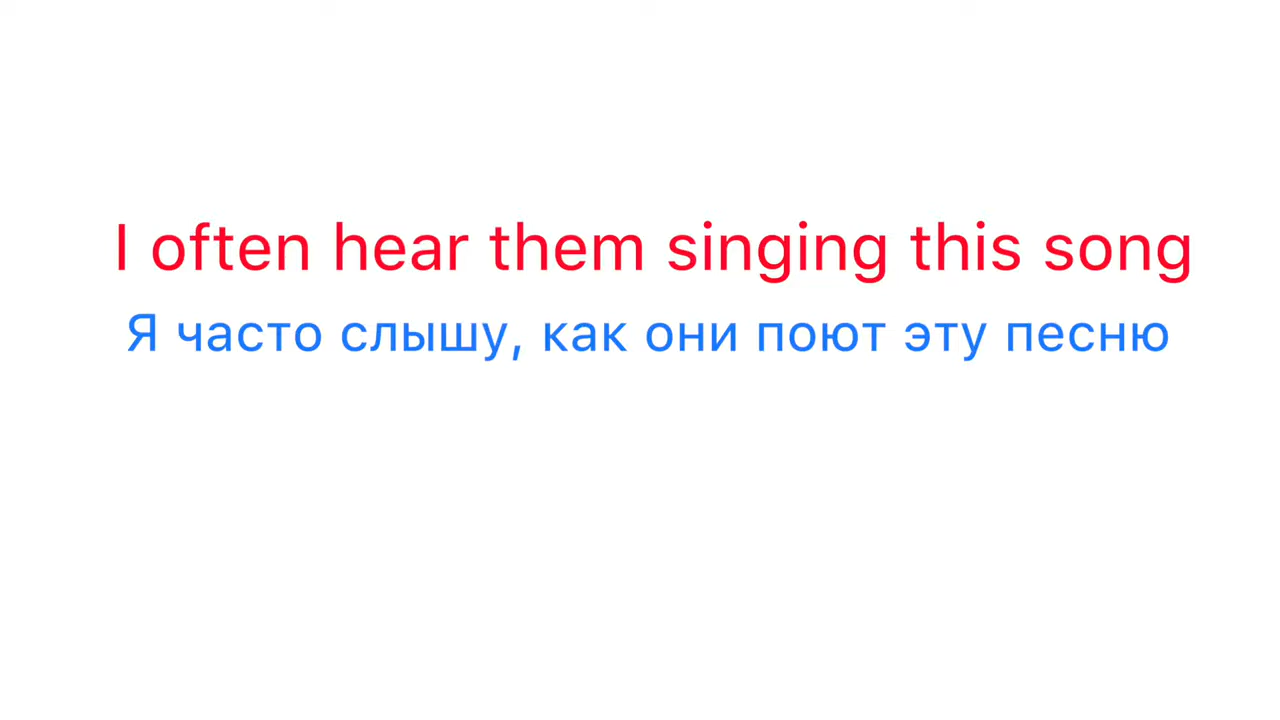 I often hear them singing this song
Я часто слышу, как они поют эту песню